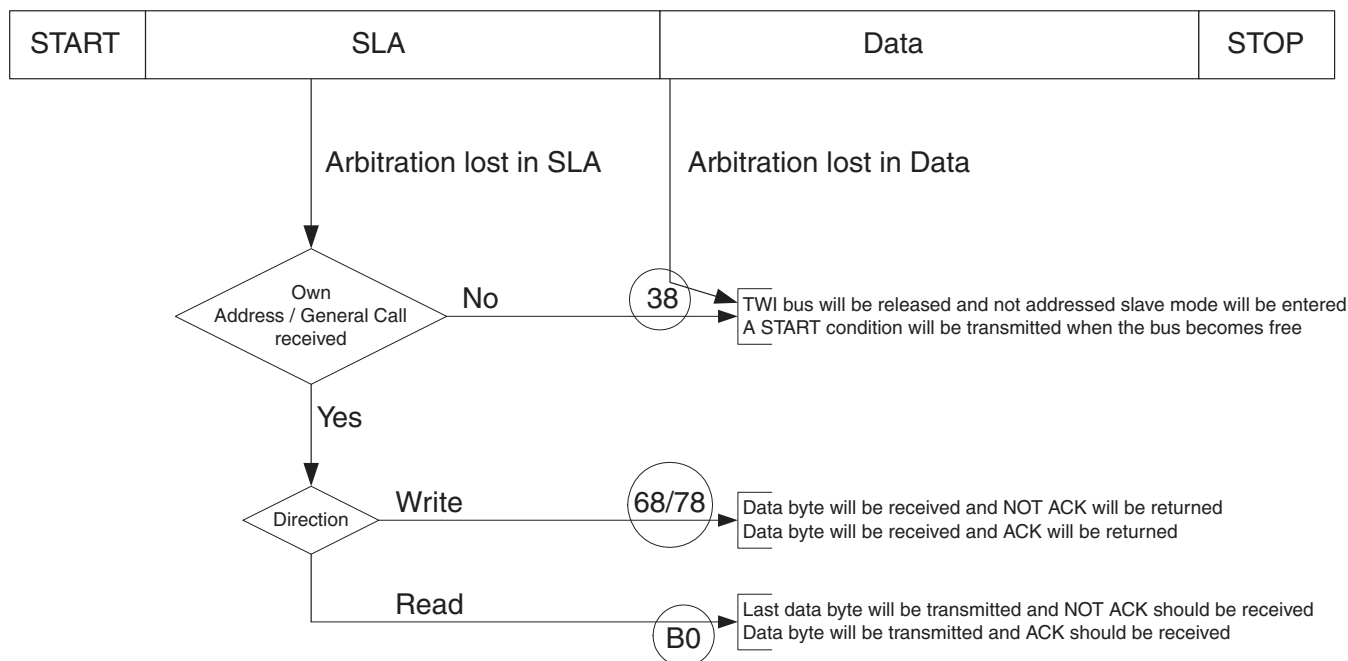 START SLA Data STOP
Arbitration lost in SLA Arbitration lost in Data
Own
Address / General Call
received
No
38
TWI bus will be released and not addressed slave mode will be entered
A START condition will be transmitted when the bus becomes free
Yes
Direction
Write
68/78
Data byte will be received and NOT ACK will be returned
Data byte will be received and ACK will be returned
Read
B0
Last data byte will be transmitted and NOT ACK should be received
Data byte will be transmitted and ACK should be received